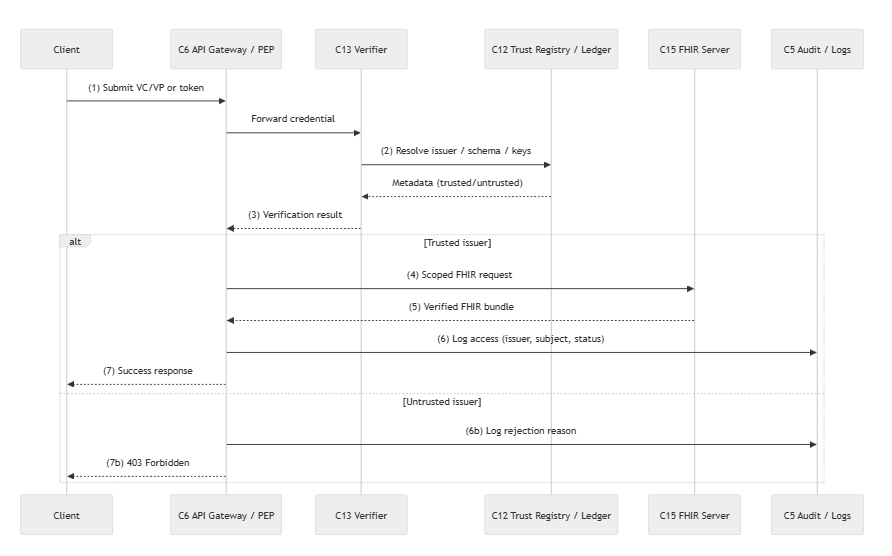 Client
C6 API Gateway / PEP
C13 Verifier
C12 Trust Registry / Ledger
C15 FHIR Server
C5 Audit / Logs
(1) Submit VC/VP or token
Forward credential
(2) Resolve issuer / schema / keys
Metadata (trusted/untrusted)
(3) Verification result
alt
[Trusted issuer]
(4) Scoped FHIR request
(5) Verified FHIR bundle
(6) Log access (issuer, subject, status)
(7) Success response
[Untrusted issuer]
(6b) Log rejection reason
(7b) 403 Forbidden
Client
C6 API Gateway / PEP
C13 Verifier
C12 Trust Registry / Ledger
C15 FHIR Server
C5 Audit / Logs